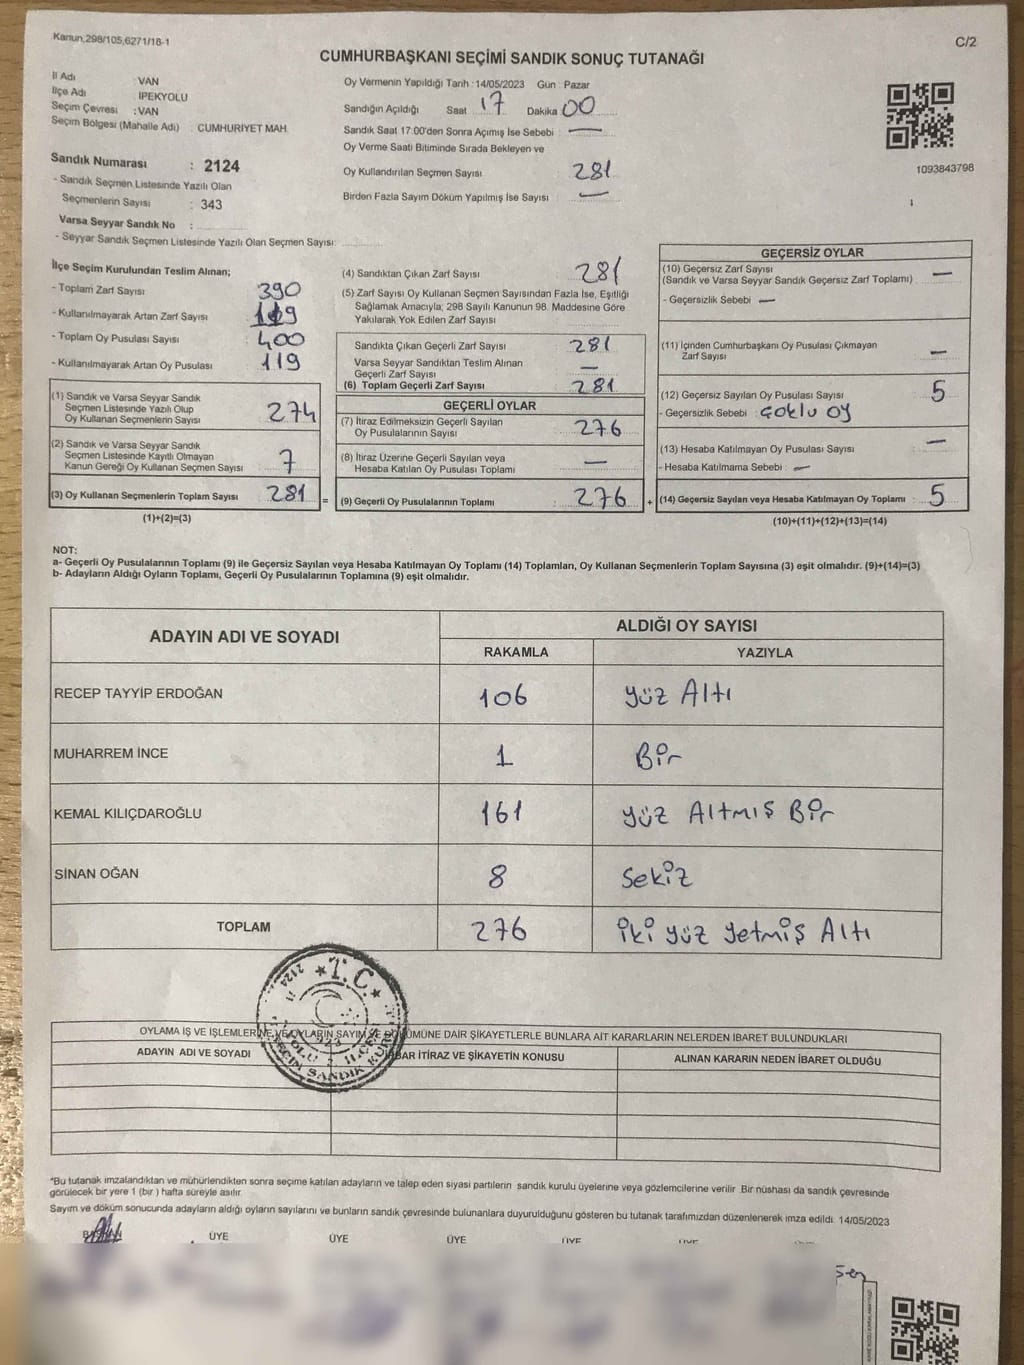 Kanun,298/105,6271/18-1
C/2
CUMHURBAŞKANI SEÇİMİ SANDIK SONUÇ TUTANAĞI
İl Adı : VAN
İlçe Adı : İPEKYOLU
Seçim Çevresi : VAN
Seçim Bölgesi (Mahalle Adı) : CUMHURİYET MAH.
Sandık Numarası : 2124
- Sandık Seçmen Listesinde Yazılı Olan
Seçmenlerin Sayısı : 343
Varsa Seyyar Sandık No :
- Seyyar Sandık Seçmen Listesinde Yazılı Olan Seçmen Sayısı:
Oy Vermenin Yapıldığı Tarih :14/05/2023 Gün : Pazar
Sandığın Açıldığı Saat 17 Dakika 00
Sandık Saat 17:00'den Sonra Açımış İse Sebebi : —
Oy Verme Saati Bitiminde Sırada Bekleyen ve
Oy Kullandırılan Seçmen Sayısı 281
Birden Fazla Sayım Döküm Yapılmış İse Sayısı : —
1093843798
İlçe Seçim Kurulundan Teslim Alınan;
- Toplam Zarf Sayısı 390
- Kullanılmayarak Artan Zarf Sayısı
- Toplam Oy Pusulası Sayısı 400
- Kullanılmayarak Artan Oy Pusulası 119
(1) Sandık ve Varsa Seyyar Sandık
Seçmen Listesinde Yazılı Olup
Oy Kullanan Seçmenlerin Sayısı 274
(2) Sandık ve Varsa Seyyar Sandık
Seçmen Listesinde Kayıtlı Olmayan
Kanun Gereği Oy Kullanan Seçmen Sayısı 7
(3) Oy Kullanan Seçmenlerin Toplam Sayısı 281 =
(1)+(2)=(3)
(4) Sandıktan Çıkan Zarf Sayısı 281
(5) Zarf Sayısı Oy Kullanan Seçmen Sayısından Fazla İse, Eşitliği
Sağlamak Amacıyla; 298 Sayılı Kanunun 98. Maddesine Göre
Yakılarak Yok Edilen Zarf Sayısı
Sandıkta Çıkan Geçerli Zarf Sayısı : 281
Varsa Seyyar Sandıktan Teslim Alınan
Geçerli Zarf Sayısı : —
(6) Toplam Geçerli Zarf Sayısı : 281
GEÇERLİ OYLAR
(7) İtiraz Edilmeksizin Geçerli Sayılan
Oy Pusulalarının Sayısı : 276
(8) İtiraz Üzerine Geçerli Sayılan veya
Hesaba Katılan Oy Pusulası Toplamı : —
(9) Geçerli Oy Pusulalarının Toplamı : 276 +
GEÇERSİZ OYLAR
(10) Geçersiz Zarf Sayısı
(Sandık ve Varsa Seyyar Sandık Geçersiz Zarf Toplamı) : —
- Geçersizlik Sebebi : —
(11) İçinden Cumhurbaşkanı Oy Pusulası Çıkmayan
Zarf Sayısı : —
(12) Geçersiz Sayılan Oy Pusulası Sayısı : 5
- Geçersizlik Sebebi : Çoklu oy
(13) Hesaba Katılmayan Oy Pusulası Sayısı : —
- Hesaba Katılmama Sebebi : —
(14) Geçersiz Sayılan veya Hesaba Katılmayan Oy Toplamı : 5
(10)+(11)+(12)+(13)=(14)
NOT:
a- Geçerli Oy Pusulalarının Toplamı (9) ile Geçersiz Sayılan veya Hesaba Katılmayan Oy Toplamı (14) Toplamları, Oy Kullanan Seçmenlerin Toplam Sayısına (3) eşit olmalıdır. (9)+(14)=(3)
b- Adayların Aldığı Oyların Toplamı, Geçerli Oy Pusulalarının Toplamına (9) eşit olmalıdır.
ADAYIN ADI VE SOYADI ALDIĞI OY SAYISI
RAKAMLA YAZIYLA
RECEP TAYYİP ERDOĞAN 106 yüz Altı
MUHARREM İNCE 1 Bir
KEMAL KILIÇDAROĞLU 161 yüz Altmış Bir
SİNAN OĞAN 8 Sekiz
TOPLAM 276 iki yüz yetmiş Altı
T.C.
2124
OYLAMA İŞ VE İŞLEMLERİNE VE OYLARIN SAYIM VE DÖKÜMÜNE DAİR ŞİKAYETLERLE BUNLARA AİT KARARLARIN NELERDEN İBARET BULUNDUKLARI
ADAYIN ADI VE SOYADI İTİRAZ VE ŞİKAYETİN KONUSU ALINAN KARARIN NEDEN İBARET OLDUĞU
*Bu tutanak imzalandıktan ve mühürlendikten sonra seçime katılan adayların ve talep eden siyasi partilerin sandık kurulu üyelerine veya gözlemcilerine verilir. Bir nüshası da sandık çevresinde
görülecek bir yere 1 (bir ) hafta süreyle asılır.
Sayım ve döküm sonucunda adayların aldığı oyların sayılarını ve bunların sandık çevresinde bulunanlara duyurulduğunu gösteren bu tutanak tarafımızdan düzenlenerek imza edildi. 14/05/2023
BAŞKAN ÜYE ÜYE ÜYE ÜYE ÜYE